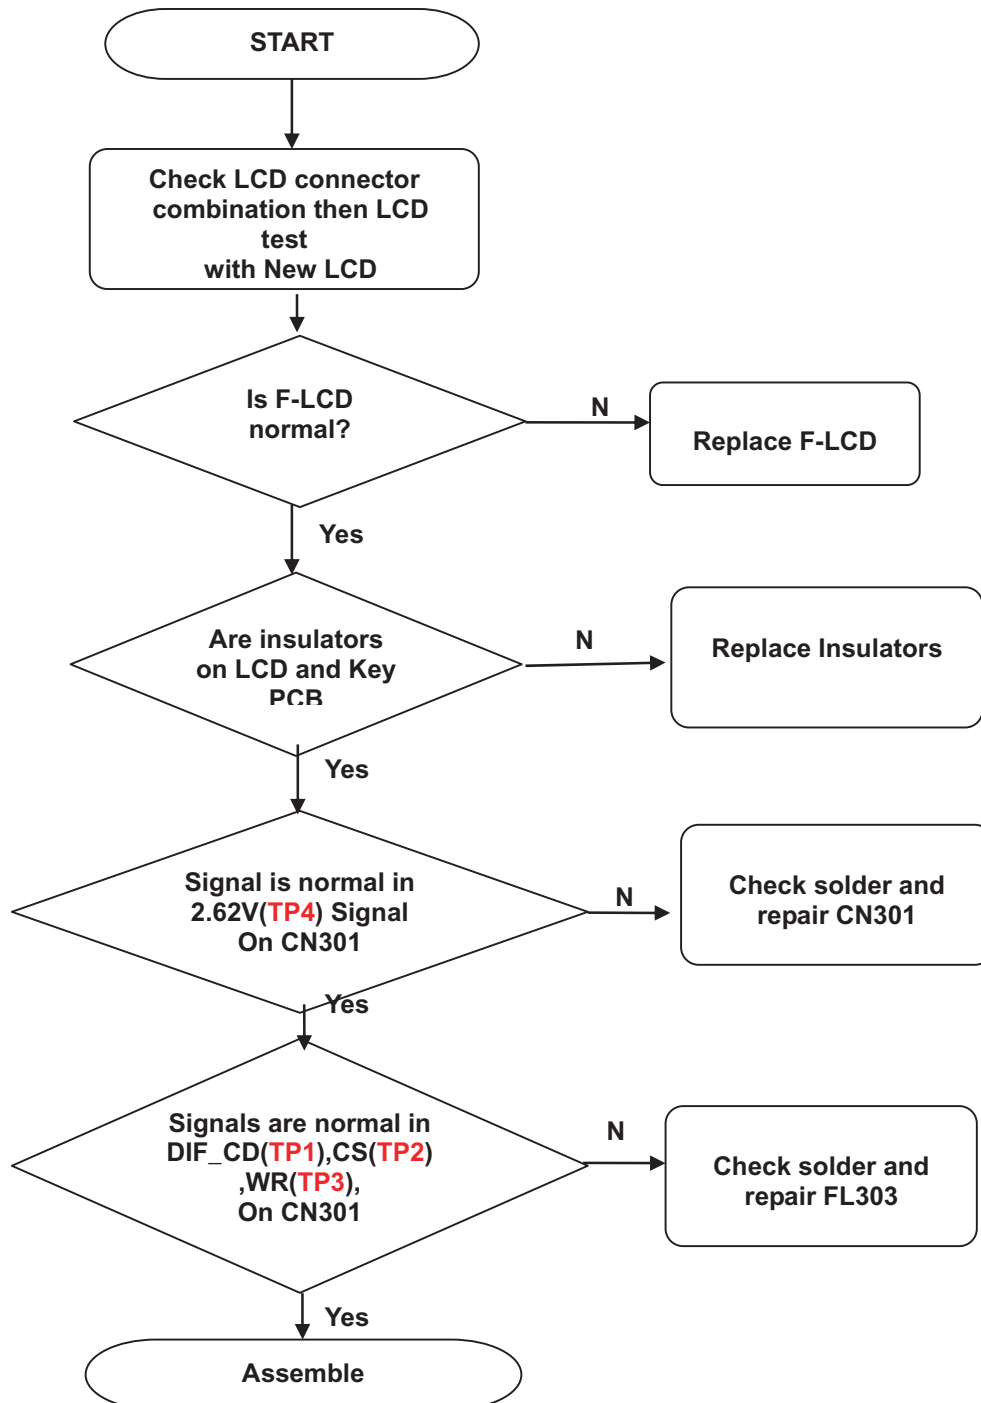 START
Check LCD connector
combination then LCD
test
with New LCD
Is F-LCD
normal?
N
Replace F-LCD
Yes
Are insulators
on LCD and Key
PCB
N
Replace Insulators
Yes
Signal is normal in
2.62V(TP4) Signal
On CN301
N
Check solder and
repair CN301
Yes
Signals are normal in
DIF_CD(TP1),CS(TP2)
,WR(TP3),
On CN301
N
Check solder and
repair FL303
Yes
Assemble